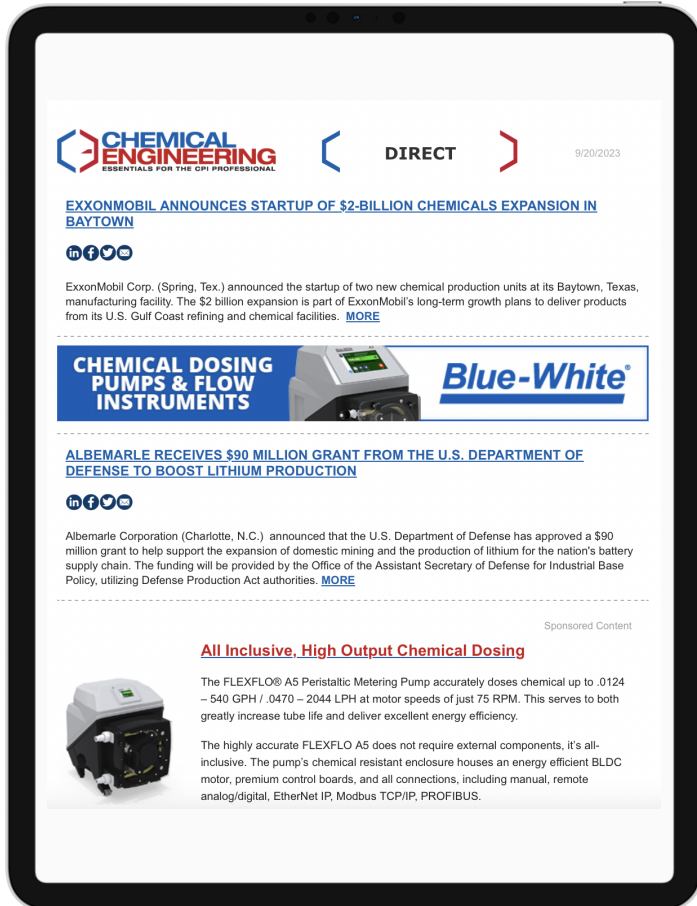 CHEMICAL
ENGINEERING
ESSENTIALS FOR THE CPI PROFESSIONAL
DIRECT
9/20/2023
EXXONMOBIL ANNOUNCES STARTUP OF $2-BILLION CHEMICALS EXPANSION IN
BAYTOWN
in f
ExxonMobil Corp. (Spring, Tex.) announced the startup of two new chemical production units at its Baytown, Texas,
manufacturing facility. The $2 billion expansion is part of ExxonMobil's long-term growth plans to deliver products
from its U.S. Gulf Coast refining and chemical facilities. MORE
CHEMICAL DOSING
PUMPS & FLOW
INSTRUMENTS
Blue-White®
ALBEMARLE RECEIVES $90 MILLION GRANT FROM THE U.S. DEPARTMENT OF
DEFENSE TO BOOST LITHIUM PRODUCTION
in f
Albemarle Corporation (Charlotte, N.C.) announced that the U.S. Department of Defense has approved a $90
million grant to help support the expansion of domestic mining and the production of lithium for the nation's battery
supply chain. The funding will be provided by the Office of the Assistant Secretary of Defense for Industrial Base
Policy, utilizing Defense Production Act authorities. MORE
Sponsored Content
All Inclusive, High Output Chemical Dosing
The FLEXFLO® A5 Peristaltic Metering Pump accurately doses chemical up to .0124
– 540 GPH / .0470 – 2044 LPH at motor speeds of just 75 RPM. This serves to both
greatly increase tube life and deliver excellent energy efficiency.
The highly accurate FLEXFLO A5 does not require external components, it's all-
inclusive. The pump's chemical resistant enclosure houses an energy efficient BLDC
motor, premium control boards, and all connections, including manual, remote
analog/digital, EtherNet IP, Modbus TCP/IP, PROFIBUS.